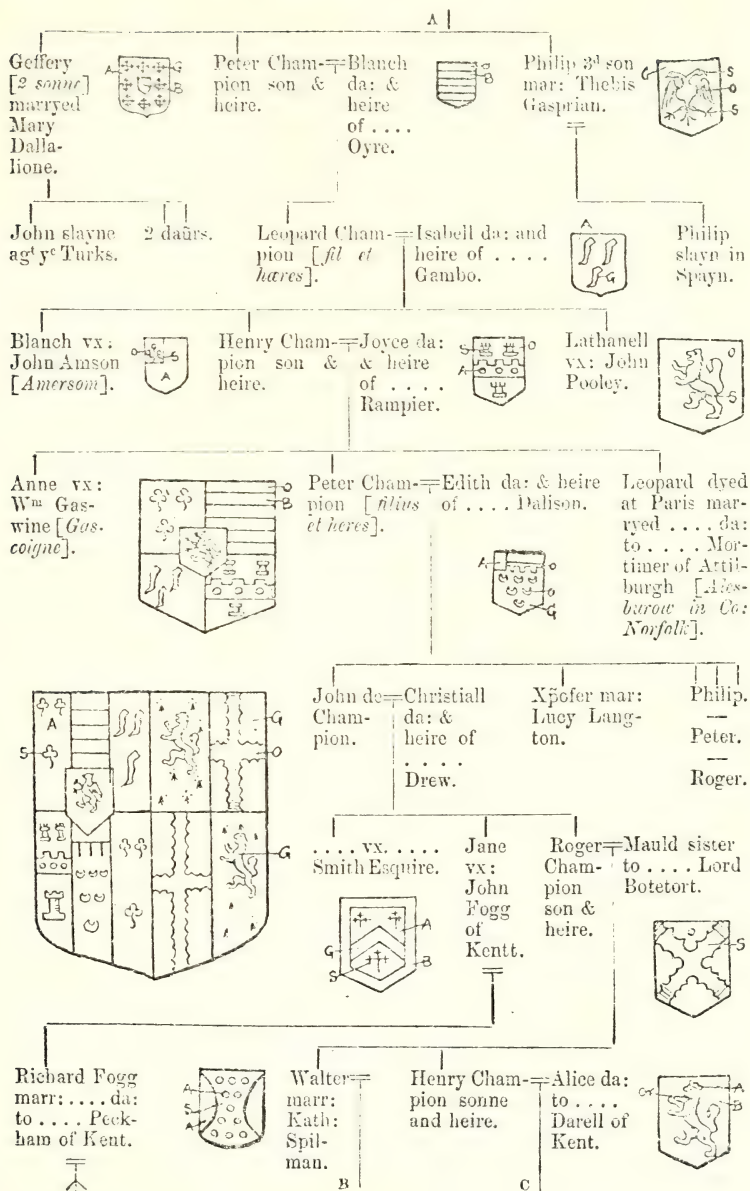 A
Geffery
[2 sonne]
marryed
Mary
Dalla-
lione.
A
G
B
Peter Cham-
pion son &
heire.
Blanch
da: &
heire
of ....
Oyre.
O
B
Philip 3d son
mar: Thebis
Gasprian.
G
S
O
S
John slayne
agt ye Turks.
2 daũrs.
Leopard Cham-
pion [fil et
hæres].
Isabell da: and
heire of ....
Gambo.
A
G
Philip
slayn in
Spayn.
Blanch vx:
John Amson
[Amersom].
O
S
A
Henry Cham-
pion son &
heire.
Joyce da:
& heire
of ....
Rampier.
S
O
A
Lathanell
vx: John
Pooley.
O
S
Anne vx:
Wm Gas-
wine [Gas-
coigne].
O
B
Peter Cham-
pion [filius
et heres].
Edith da: & heire
of .... Dalison.
A
O
O
G
Leopard dyed
at Paris mar-
ryed .... da:
to .... Mor-
timer of Artil-
burgh [Ates-
burow in Co:
Norfolk].
A
S
G
O
G
John de
Cham-
pion.
Christiall
da: &
heire of
....
Drew.
Xp̃ofer mar:
Lucy Lang-
ton.
Philip.
—
Peter.
—
Roger.
.... vx. .....
Smith Esquire.
A
G
S
B
Jane
vx:
John
Fogg
of
Kentt.
Roger
Cham-
pion
son &
heire.
Mauld sister
to .... Lord
Botetort.
S
Richard Fogg
marr: .... da:
to .... Peck-
ham of Kent.
A
S
A
Walter
marr:
Kath:
Spil-
man.
B
Henry Cham-
pion sonne
and heire.
C
Alice da:
to ....
Darell of
Kent.
G
A
B